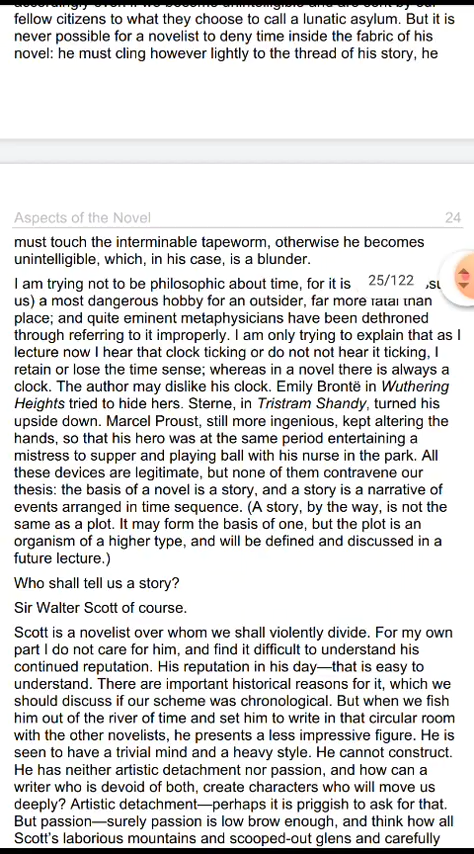 fellow citizens to what they choose to call a lunatic asylum. But it is
never possible for a novelist to deny time inside the fabric of his
novel: he must cling however lightly to the thread of his story, he
Aspects of the Novel 24
must touch the interminable tapeworm, otherwise he becomes
unintelligible, which, in his case, is a blunder.
I am trying not to be philosophic about time, for it is
25/122
us) a most dangerous hobby for an outsider, far more fatal than
place; and quite eminent metaphysicians have been dethroned
through referring to it improperly. I am only trying to explain that as I
lecture now I hear that clock ticking or do not not hear it ticking, I
retain or lose the time sense; whereas in a novel there is always a
clock. The author may dislike his clock. Emily Brontë in Wuthering
Heights tried to hide hers. Sterne, in Tristram Shandy, turned his
upside down. Marcel Proust, still more ingenious, kept altering the
hands, so that his hero was at the same period entertaining a
mistress to supper and playing ball with his nurse in the park. All
these devices are legitimate, but none of them contravene our
thesis: the basis of a novel is a story, and a story is a narrative of
events arranged in time sequence. (A story, by the way, is not the
same as a plot. It may form the basis of one, but the plot is an
organism of a higher type, and will be defined and discussed in a
future lecture.)
Who shall tell us a story?
Sir Walter Scott of course.
Scott is a novelist over whom we shall violently divide. For my own
part I do not care for him, and find it difficult to understand his
continued reputation. His reputation in his day—that is easy to
understand. There are important historical reasons for it, which we
should discuss if our scheme was chronological. But when we fish
him out of the river of time and set him to write in that circular room
with the other novelists, he presents a less impressive figure. He is
seen to have a trivial mind and a heavy style. He cannot construct.
He has neither artistic detachment nor passion, and how can a
writer who is devoid of both, create characters who will move us
deeply? Artistic detachment—perhaps it is priggish to ask for that.
But passion—surely passion is low brow enough, and think how all
Scott's laborious mountains and scooped-out glens and carefully